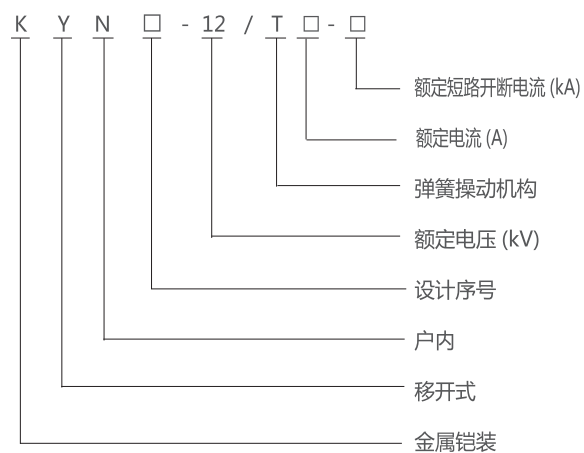 K Y N □ - 12 / T □ - □
额定短路开断电流 (kA)
额定电流 (A)
弹簧操动机构
额定电压 (kV)
设计序号
户内
移开式
金属铠装